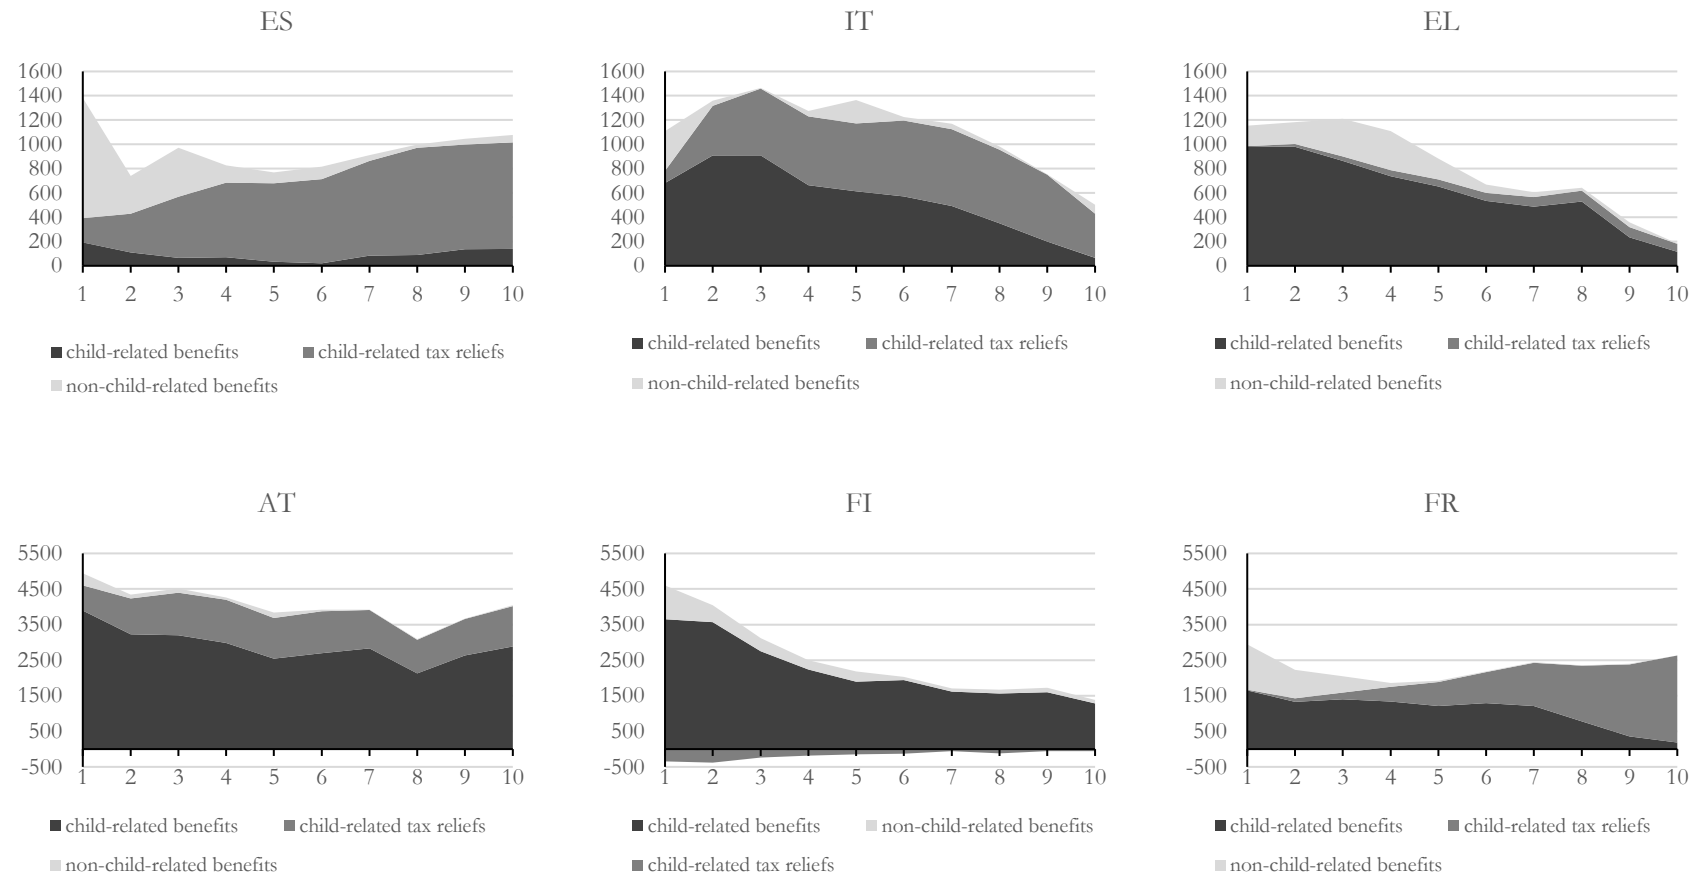 ES
1600
1400
1200
1000
800
600
400
200
0
1 2 3 4 5 6 7 8 9 10
child-related benefits child-related tax reliefs
non-child-related benefits
IT
1600
1400
1200
1000
800
600
400
200
0
1 2 3 4 5 6 7 8 9 10
child-related benefits child-related tax reliefs
non-child-related benefits
EL
1600
1400
1200
1000
800
600
400
200
0
1 2 3 4 5 6 7 8 9 10
child-related benefits child-related tax reliefs
non-child-related benefits
AT
5500
4500
3500
2500
1500
500
-500
1 2 3 4 5 6 7 8 9 10
child-related benefits child-related tax reliefs
non-child-related benefits
FI
5500
4500
3500
2500
1500
500
-500
1 2 3 4 5 6 7 8 9 10
child-related benefits non-child-related benefits
child-related tax reliefs
FR
5500
4500
3500
2500
1500
500
-500
1 2 3 4 5 6 7 8 9 10
child-related benefits child-related tax reliefs
non-child-related benefits